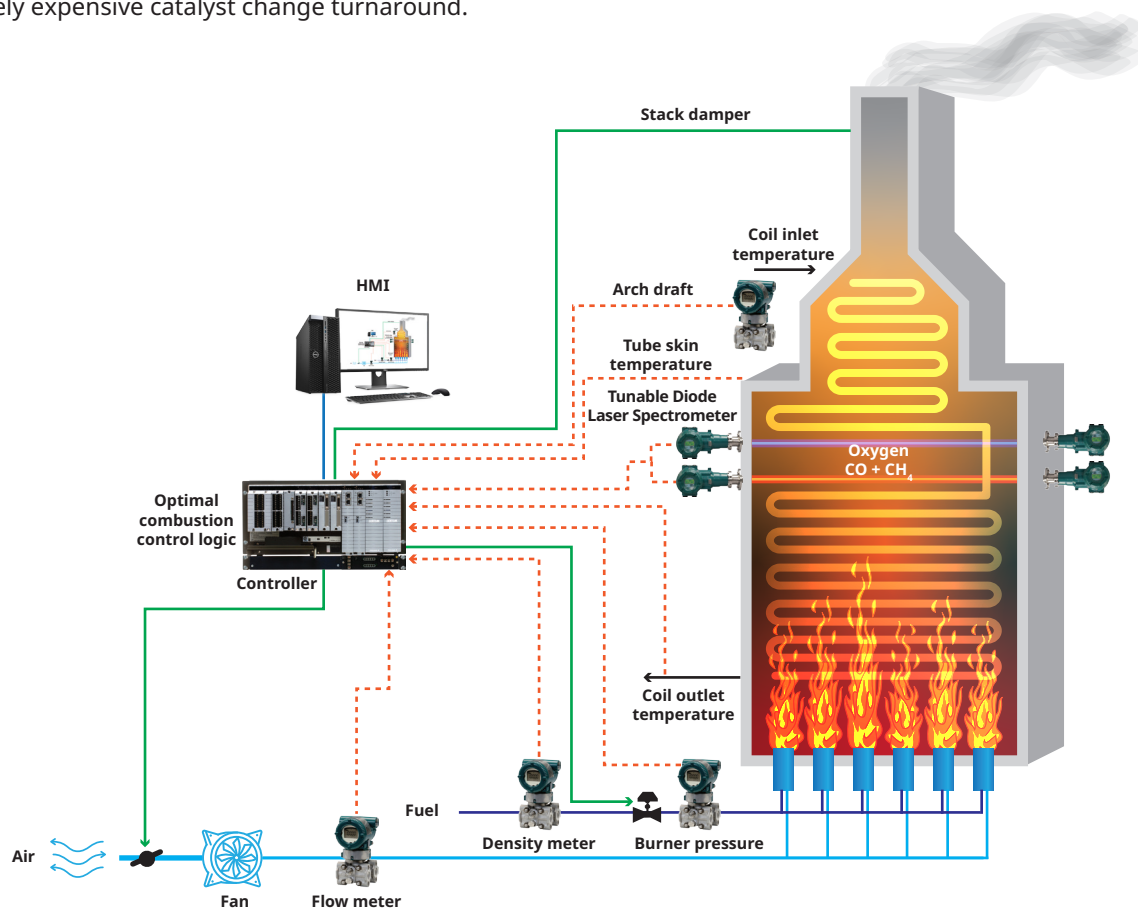 ely expensive catalyst change turnaround.
Stack damper
Coil inlet
temperature
HMI
Arch draft
Tube skin
temperature
Tunable Diode
Laser Spectrometer
Oxygen
CO + CH₄
Optimal
combustion
control logic
Controller
Coil outlet
temperature
Fuel
Density meter
Burner pressure
Air
Fan
Flow meter